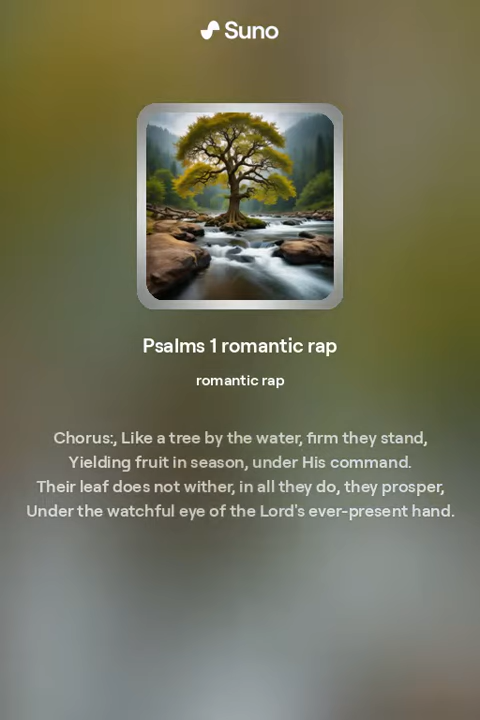 Suno
Psalms 1 romantic rap
romantic rap
Chorus:, Like a tree by the water, firm they stand,
Yielding fruit in season, under His command.
Their leaf does not wither, in all they do, they prosper,
Under the watchful eye of the Lord's ever-present hand.